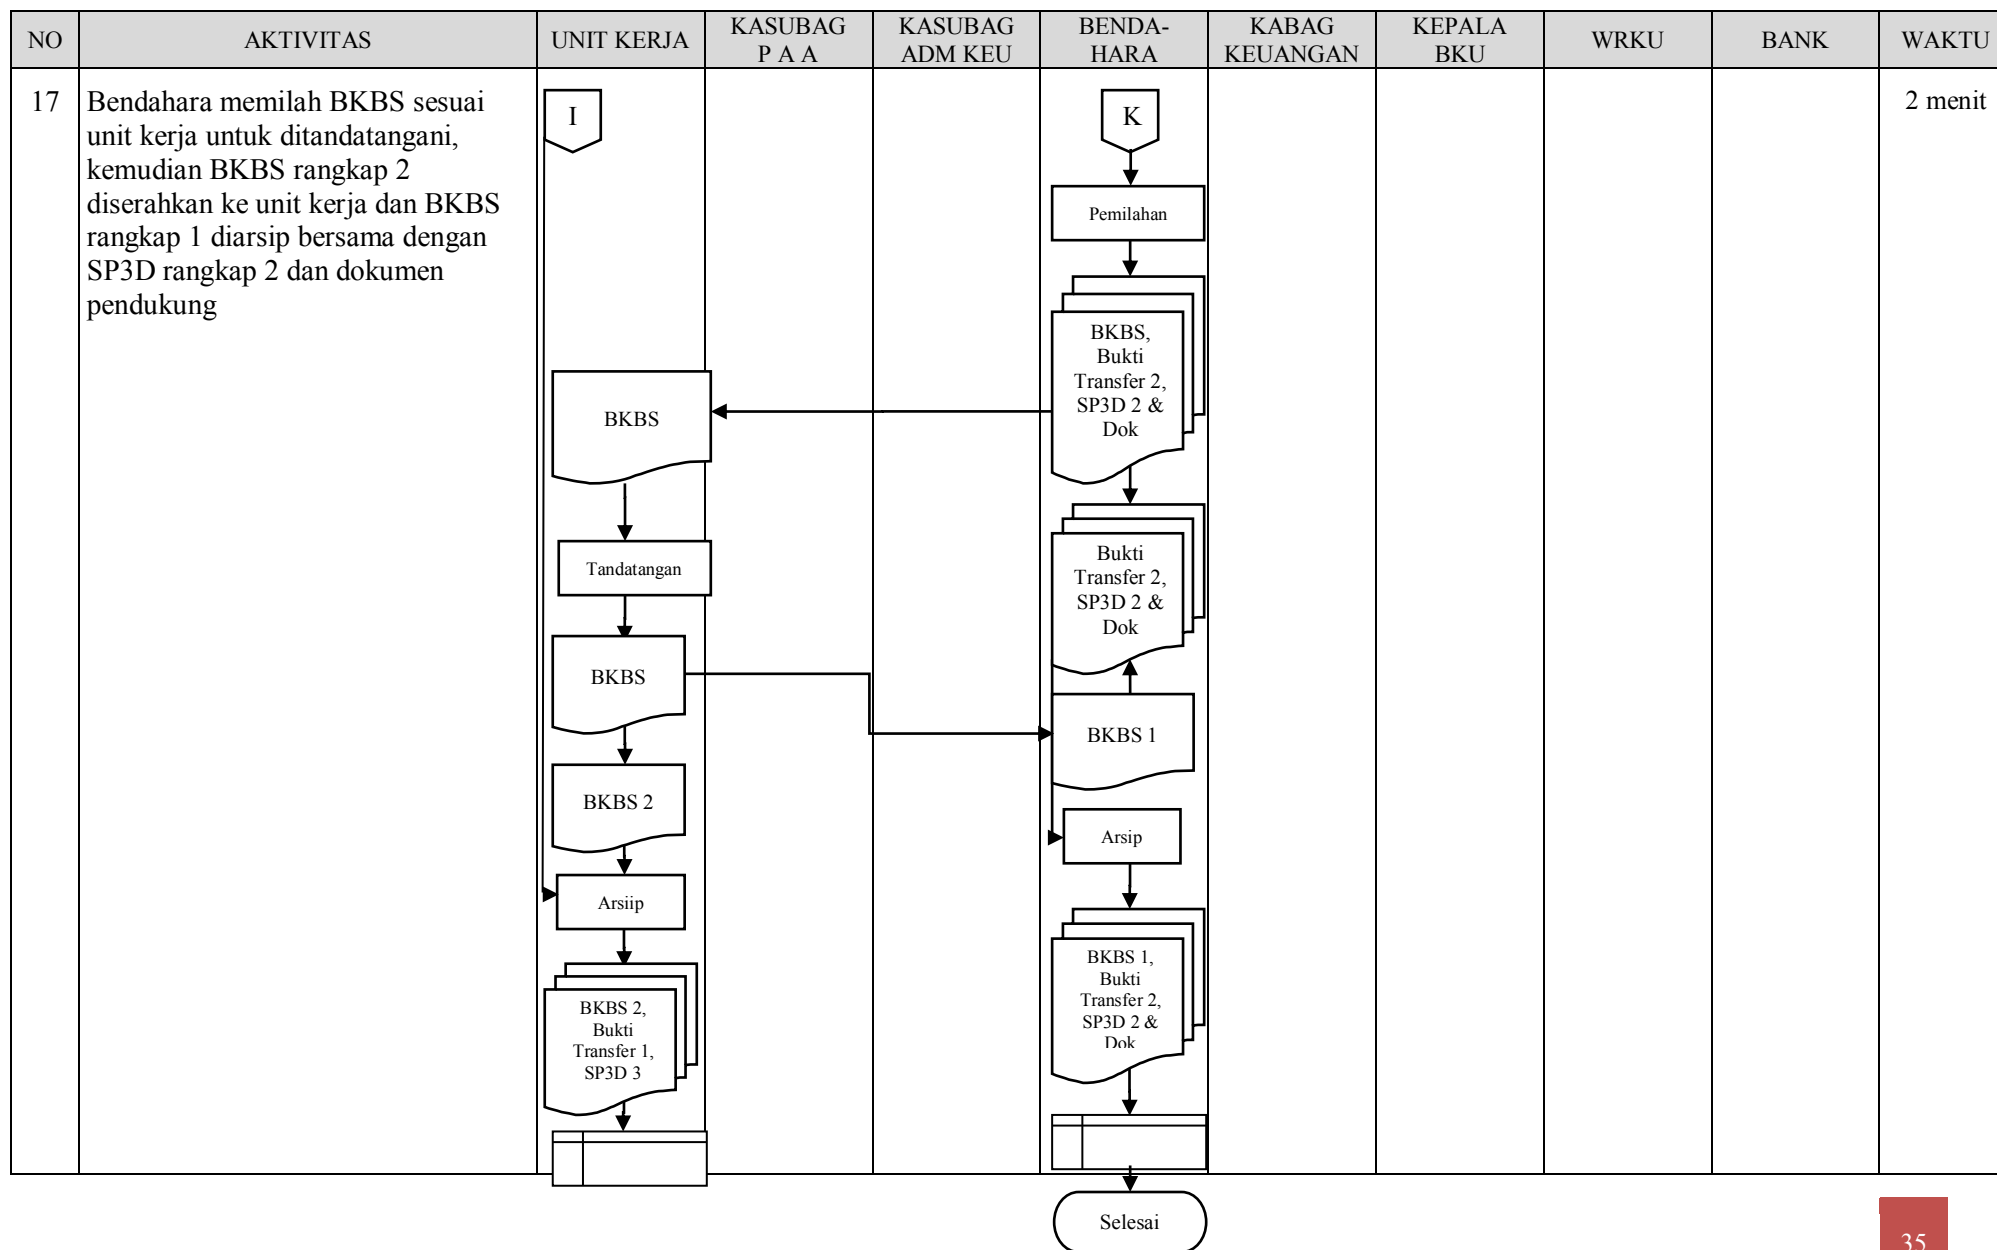 NO
AKTIVITAS
UNIT KERJA
KASUBAG
P A A
KASUBAG
ADM KEU
BENDA-
HARA
KABAG
KEUANGAN
KEPALA
BKU
WRKU
BANK
WAKTU
17
Bendahara memilah BKBS sesuai
unit kerja untuk ditandatangani,
kemudian BKBS rangkap 2
diserahkan ke unit kerja dan BKBS
rangkap 1 diarsip bersama dengan
SP3D rangkap 2 dan dokumen
pendukung
I
BKBS
Tandatangan
BKBS
BKBS 2
Arsiip
BKBS 2,
Bukti
Transfer 1,
SP3D 3
K
Pemilahan
BKBS,
Bukti
Transfer 2,
SP3D 2 &
Dok
Bukti
Transfer 2,
SP3D 2 &
Dok
BKBS 1
Arsip
BKBS 1,
Bukti
Transfer 2,
SP3D 2 &
Dok
Selesai
2 menit
35